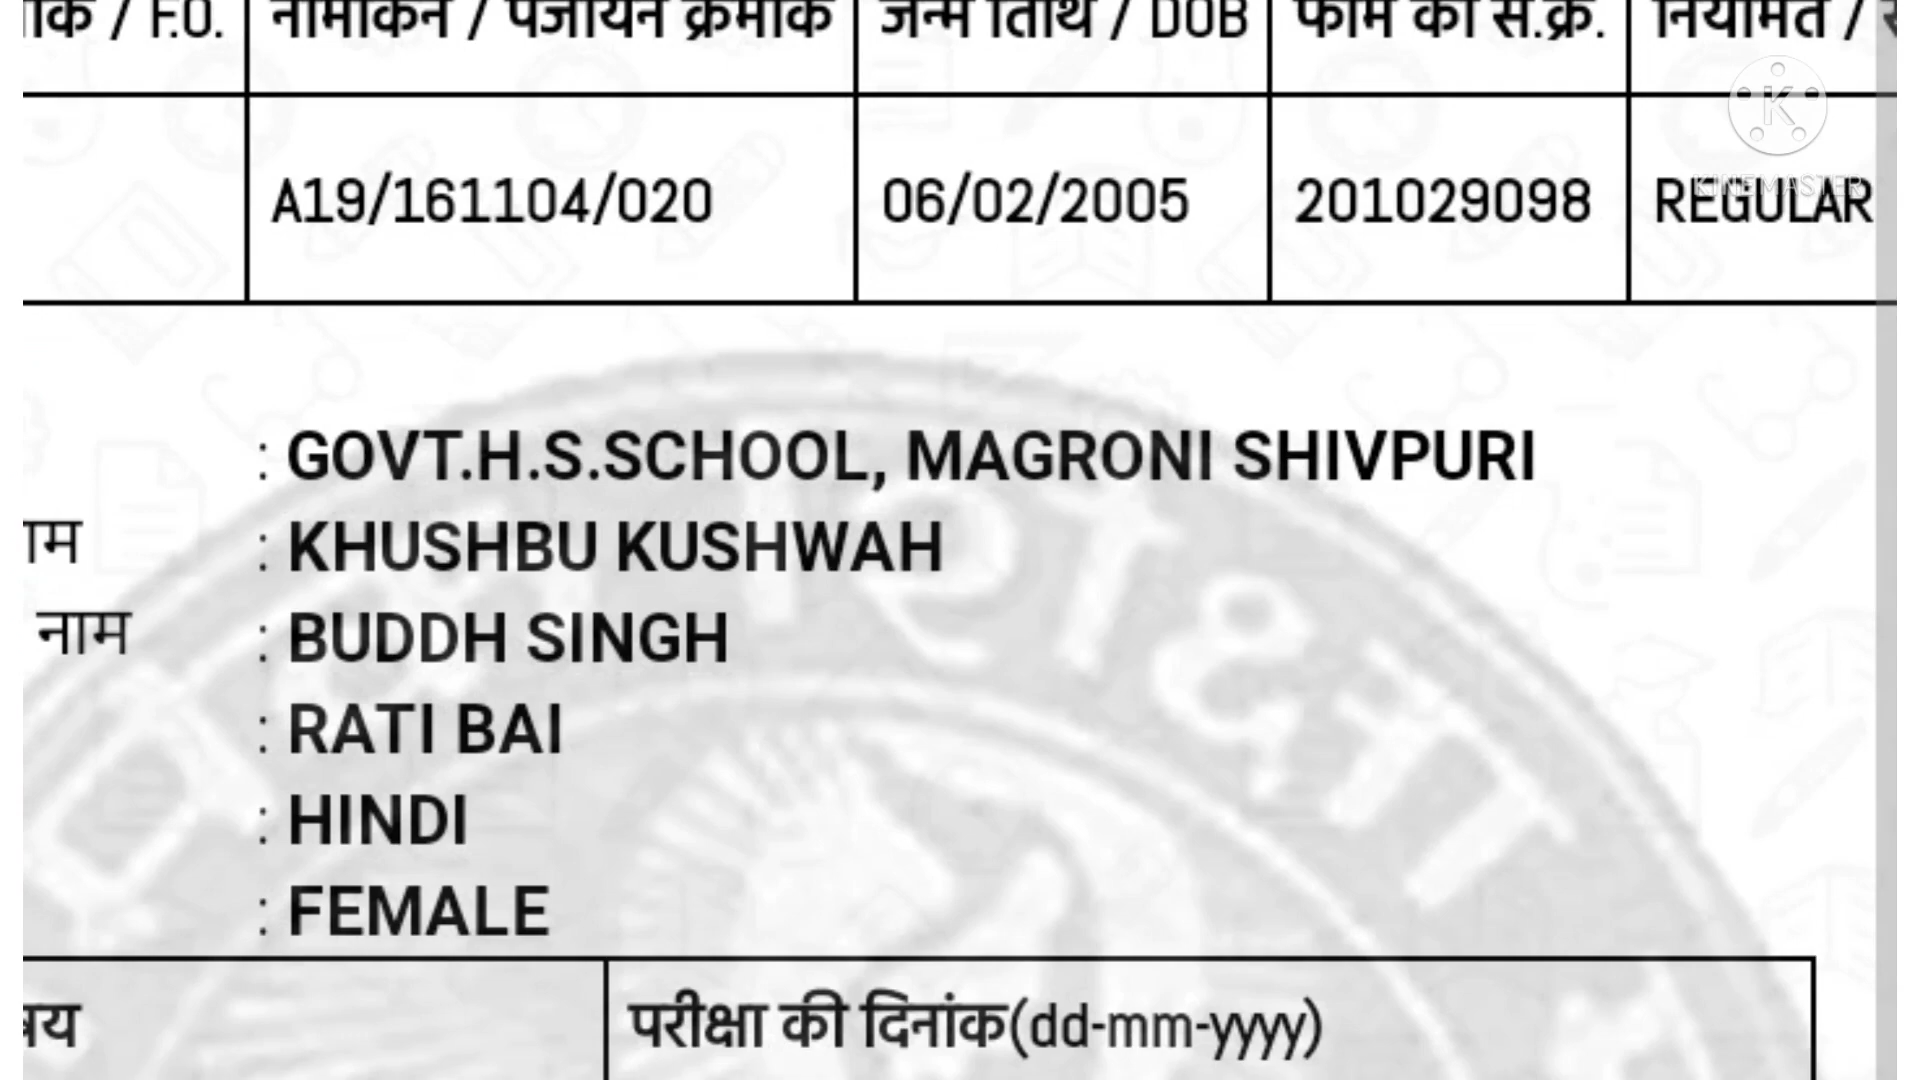 / F.O. नामांकन / पंजीयन क्रमांक जन्म तिथि / DOB फॉर्म का स.क्र. नियमित /
A19/161104/020 06/02/2005 201029098 REGULAR
K
KINEMASTER
: GOVT.H.S.SCHOOL, MAGRONI SHIVPURI
: KHUSHBU KUSHWAH
नाम : BUDDH SINGH
: RATI BAI
: HINDI
: FEMALE
परीक्षा की दिनांक(dd-mm-yyyy)